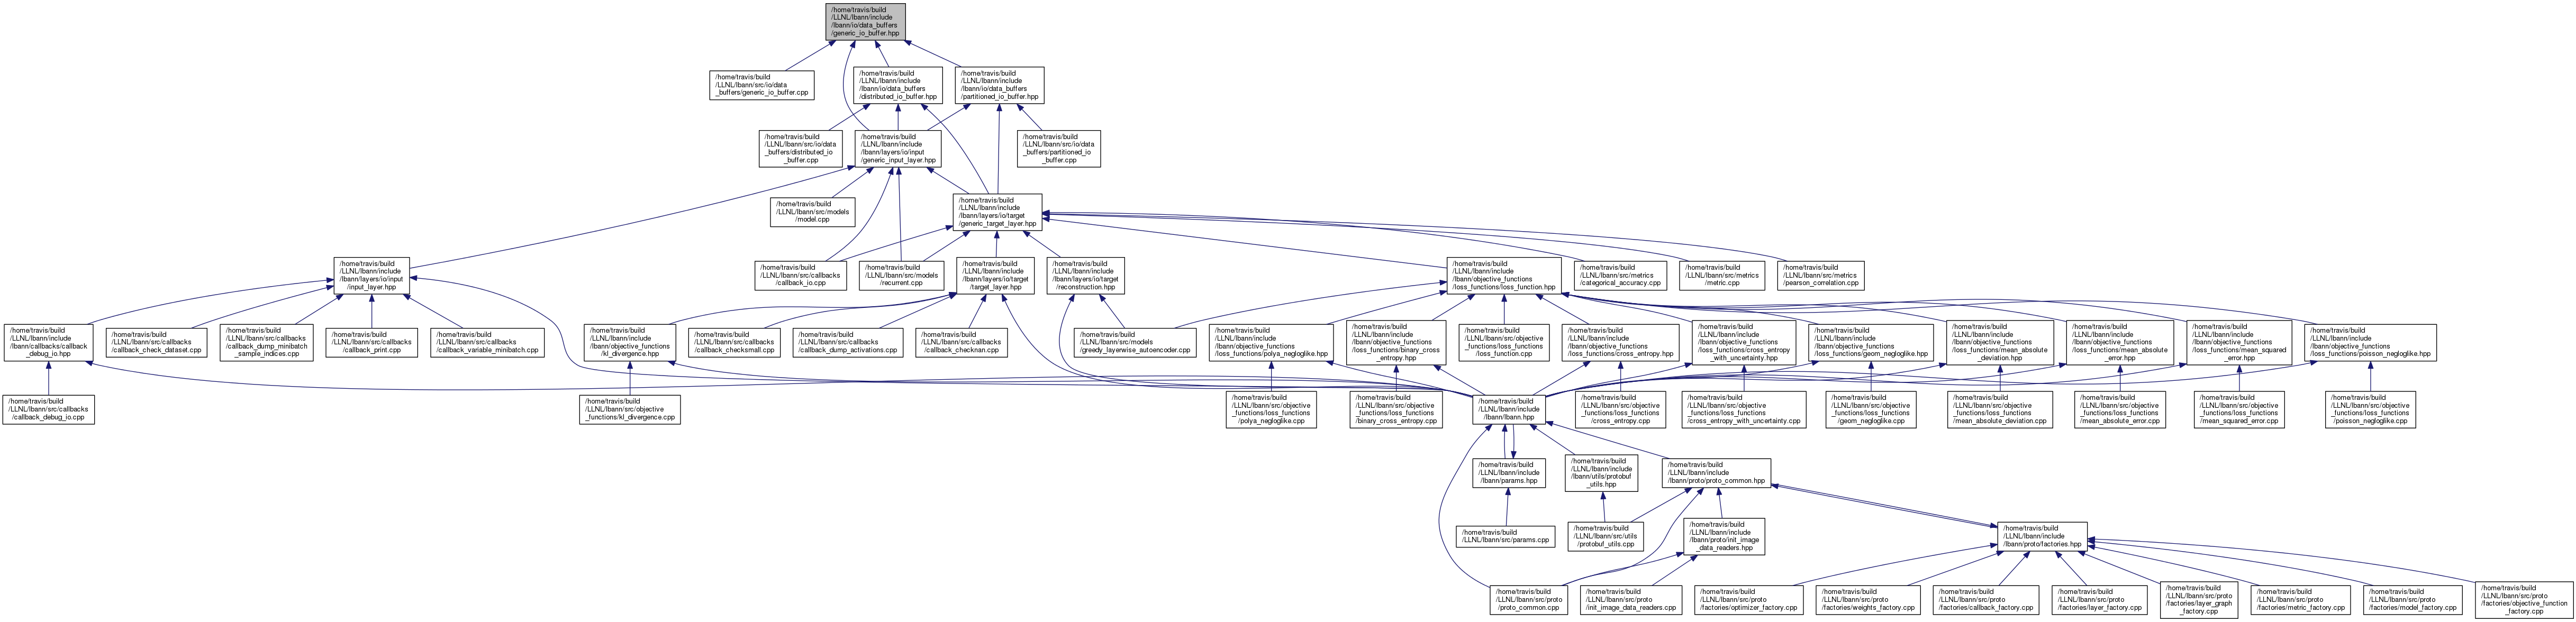 /home/travis/build
/LLNL/lbann/include
/lbann/io/data_buffers
/generic_io_buffer.hpp
/home/travis/build
/LLNL/lbann/src/io/data
_buffers/generic_io_buffer.cpp
/home/travis/build
/LLNL/lbann/include
/lbann/io/data_buffers
/distributed_io_buffer.hpp
/home/travis/build
/LLNL/lbann/include
/lbann/io/data_buffers
/partitioned_io_buffer.hpp
/home/travis/build
/LLNL/lbann/src/io/data
_buffers/distributed_io
_buffer.cpp
/home/travis/build
/LLNL/lbann/include
/lbann/layers/io/input
/generic_input_layer.hpp
/home/travis/build
/LLNL/lbann/src/io/data
_buffers/partitioned_io
_buffer.cpp
/home/travis/build
/LLNL/lbann/src/models
/model.cpp
/home/travis/build
/LLNL/lbann/include
/lbann/layers/io/target
/generic_target_layer.hpp
/home/travis/build
/LLNL/lbann/include
/lbann/layers/io/input
/input_layer.hpp
/home/travis/build
/LLNL/lbann/src/callbacks
/callback_io.cpp
/home/travis/build
/LLNL/lbann/src/models
/recurrent.cpp
/home/travis/build
/LLNL/lbann/include
/lbann/layers/io/target
/target_layer.hpp
/home/travis/build
/LLNL/lbann/include
/lbann/layers/io/target
/reconstruction.hpp
/home/travis/build
/LLNL/lbann/include
/lbann/objective_functions
/loss_functions/loss_function.hpp
/home/travis/build
/LLNL/lbann/src/metrics
/categorical_accuracy.cpp
/home/travis/build
/LLNL/lbann/src/metrics
/metric.cpp
/home/travis/build
/LLNL/lbann/src/metrics
/pearson_correlation.cpp
/home/travis/build
/LLNL/lbann/include
/lbann/callbacks/callback
_debug_io.hpp
/home/travis/build
/LLNL/lbann/src/callbacks
/callback_check_dataset.cpp
/home/travis/build
/LLNL/lbann/src/callbacks
/callback_dump_minibatch
_sample_indices.cpp
/home/travis/build
/LLNL/lbann/src/callbacks
/callback_print.cpp
/home/travis/build
/LLNL/lbann/src/callbacks
/callback_variable_minibatch.cpp
/home/travis/build
/LLNL/lbann/include
/lbann/objective_functions
/kl_divergence.hpp
/home/travis/build
/LLNL/lbann/src/callbacks
/callback_checksmall.cpp
/home/travis/build
/LLNL/lbann/src/callbacks
/callback_dump_activations.cpp
/home/travis/build
/LLNL/lbann/src/callbacks
/callback_checknan.cpp
/home/travis/build
/LLNL/lbann/src/models
/greedy_layerwise_autoencoder.cpp
/home/travis/build
/LLNL/lbann/include
/lbann/objective_functions
/loss_functions/polya_negloglike.hpp
/home/travis/build
/LLNL/lbann/include
/lbann/objective_functions
/loss_functions/binary_cross
_entropy.hpp
/home/travis/build
/LLNL/lbann/src/objective
_functions/loss_functions
/loss_function.cpp
/home/travis/build
/LLNL/lbann/include
/lbann/objective_functions
/loss_functions/cross_entropy.hpp
/home/travis/build
/LLNL/lbann/include
/lbann/objective_functions
/loss_functions/cross_entropy
_with_uncertainty.hpp
/home/travis/build
/LLNL/lbann/include
/lbann/objective_functions
/loss_functions/geom_negloglike.hpp
/home/travis/build
/LLNL/lbann/include
/lbann/objective_functions
/loss_functions/mean_absolute
_deviation.hpp
/home/travis/build
/LLNL/lbann/include
/lbann/objective_functions
/loss_functions/mean_absolute
_error.hpp
/home/travis/build
/LLNL/lbann/include
/lbann/objective_functions
/loss_functions/mean_squared
_error.hpp
/home/travis/build
/LLNL/lbann/include
/lbann/objective_functions
/loss_functions/poisson_negloglike.hpp
/home/travis/build
/LLNL/lbann/src/callbacks
/callback_debug_io.cpp
/home/travis/build
/LLNL/lbann/src/objective
_functions/kl_divergence.cpp
/home/travis/build
/LLNL/lbann/src/objective
_functions/loss_functions
/polya_negloglike.cpp
/home/travis/build
/LLNL/lbann/src/objective
_functions/loss_functions
/binary_cross_entropy.cpp
/home/travis/build
/LLNL/lbann/include
/lbann/lbann.hpp
/home/travis/build
/LLNL/lbann/src/objective
_functions/loss_functions
/cross_entropy.cpp
/home/travis/build
/LLNL/lbann/src/objective
_functions/loss_functions
/cross_entropy_with_uncertainty.cpp
/home/travis/build
/LLNL/lbann/src/objective
_functions/loss_functions
/geom_negloglike.cpp
/home/travis/build
/LLNL/lbann/src/objective
_functions/loss_functions
/mean_absolute_deviation.cpp
/home/travis/build
/LLNL/lbann/src/objective
_functions/loss_functions
/mean_absolute_error.cpp
/home/travis/build
/LLNL/lbann/src/objective
_functions/loss_functions
/mean_squared_error.cpp
/home/travis/build
/LLNL/lbann/src/objective
_functions/loss_functions
/poisson_negloglike.cpp
/home/travis/build
/LLNL/lbann/include
/lbann/params.hpp
/home/travis/build
/LLNL/lbann/include
/lbann/utils/protobuf
_utils.hpp
/home/travis/build
/LLNL/lbann/include
/lbann/proto/proto_common.hpp
/home/travis/build
/LLNL/lbann/src/params.cpp
/home/travis/build
/LLNL/lbann/src/utils
/protobuf_utils.cpp
/home/travis/build
/LLNL/lbann/include
/lbann/proto/init_image
_data_readers.hpp
/home/travis/build
/LLNL/lbann/include
/lbann/proto/factories.hpp
/home/travis/build
/LLNL/lbann/src/proto
/proto_common.cpp
/home/travis/build
/LLNL/lbann/src/proto
/init_image_data_readers.cpp
/home/travis/build
/LLNL/lbann/src/proto
/factories/optimizer_factory.cpp
/home/travis/build
/LLNL/lbann/src/proto
/factories/weights_factory.cpp
/home/travis/build
/LLNL/lbann/src/proto
/factories/callback_factory.cpp
/home/travis/build
/LLNL/lbann/src/proto
/factories/layer_factory.cpp
/home/travis/build
/LLNL/lbann/src/proto
/factories/layer_graph
_factory.cpp
/home/travis/build
/LLNL/lbann/src/proto
/factories/metric_factory.cpp
/home/travis/build
/LLNL/lbann/src/proto
/factories/model_factory.cpp
/home/travis/build
/LLNL/lbann/src/proto
/factories/objective_function
_factory.cpp